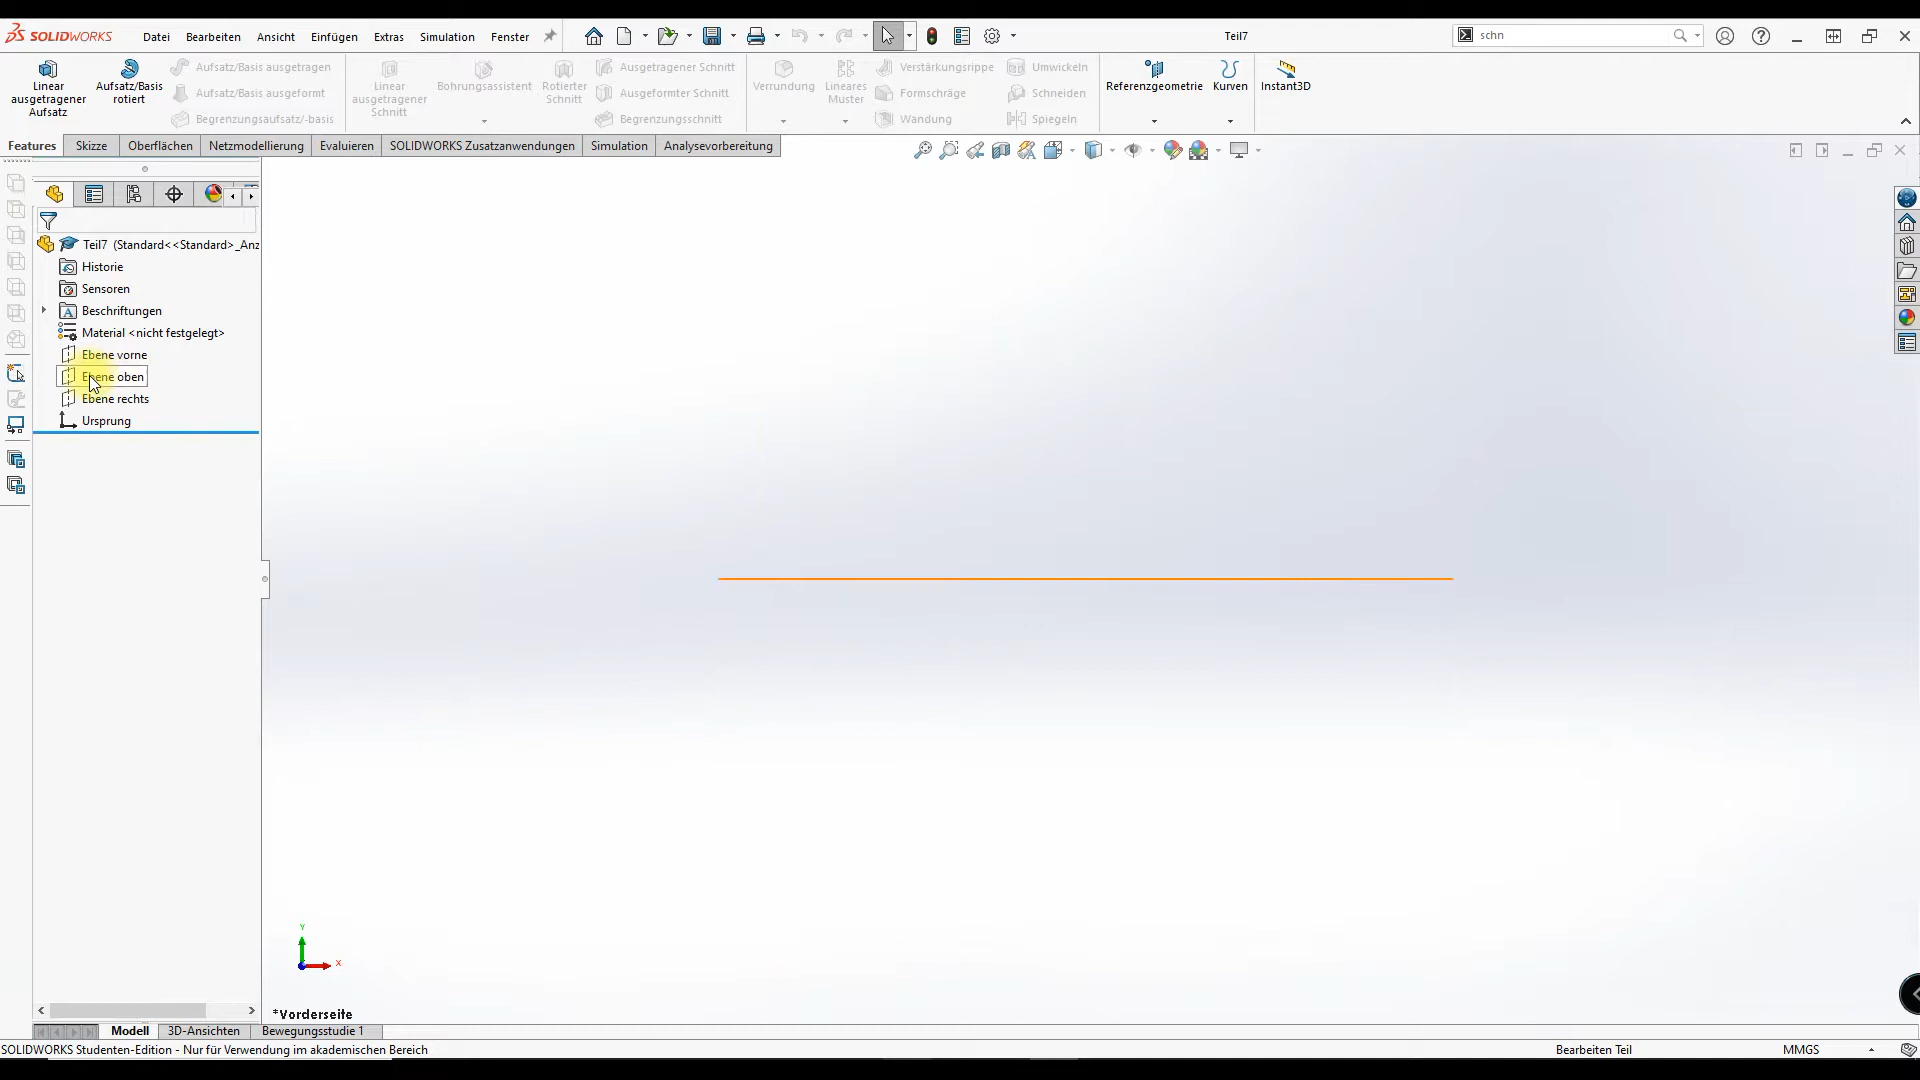 SOLIDWORKS Datei Bearbeiten Ansicht Einfügen Extras Simulation Fenster Teil7 schn
Linear ausgetragener Aufsatz
Aufsatz/Basis rotiert
Aufsatz/Basis ausgetragen
Aufsatz/Basis ausgeformt
Begrenzungsaufsatz/-basis
Linear ausgetragener Schnitt
Bohrungsassistent
Rotierter Schnitt
Ausgetragener Schnitt
Ausgeformter Schnitt
Begrenzungsschnitt
Verrundung
Lineares Muster
Verstärkungsrippe
Formschräge
Wandung
Umwickeln
Schneiden
Spiegeln
Referenzgeometrie
Kurven
Instant3D
Features Skizze Oberflächen Netzmodellierung Evaluieren SOLIDWORKS Zusatzanwendungen Simulation Analysevorbereitung
Teil7 (Standard<<Standard>_Anz
Historie
Sensoren
Beschriftungen
Material <nicht festgelegt>
Ebene vorne
Ebene oben
Ebene rechts
Ursprung
Y
X
*Vorderseite
Modell 3D-Ansichten Bewegungsstudie 1
SOLIDWORKS Studenten-Edition - Nur für Verwendung im akademischen Bereich Bearbeiten Teil MMGS